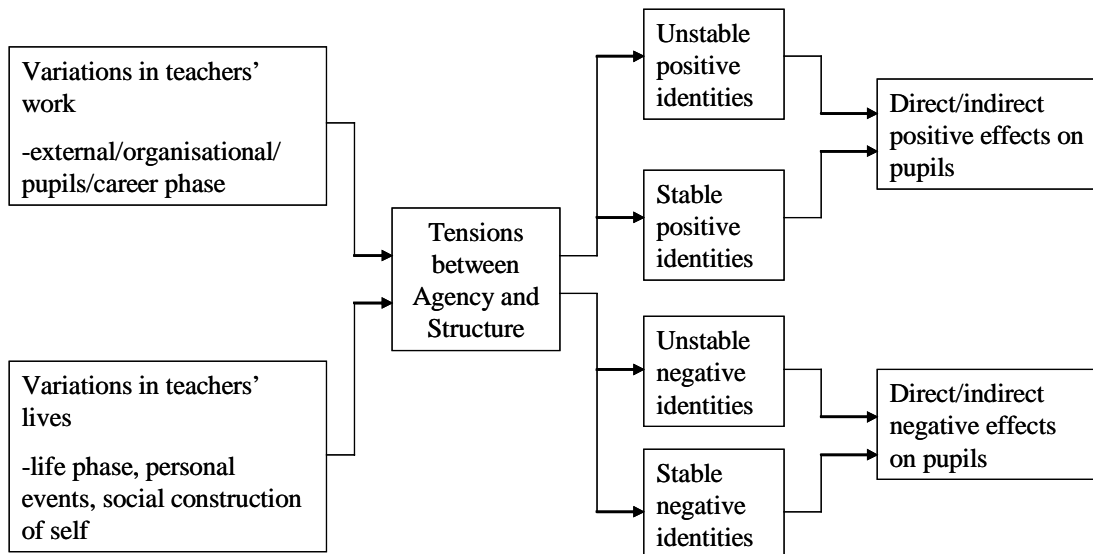 Variations in teachers’
work
-external/organisational/
pupils/career phase
Variations in teachers’
lives
-life phase, personal
events, social construction
of self
Tensions
between
Agency and
Structure
Unstable
positive
identities
Stable
positive
identities
Unstable
negative
identities
Stable
negative
identities
Direct/indirect
positive effects on
pupils
Direct/indirect
negative effects
on pupils